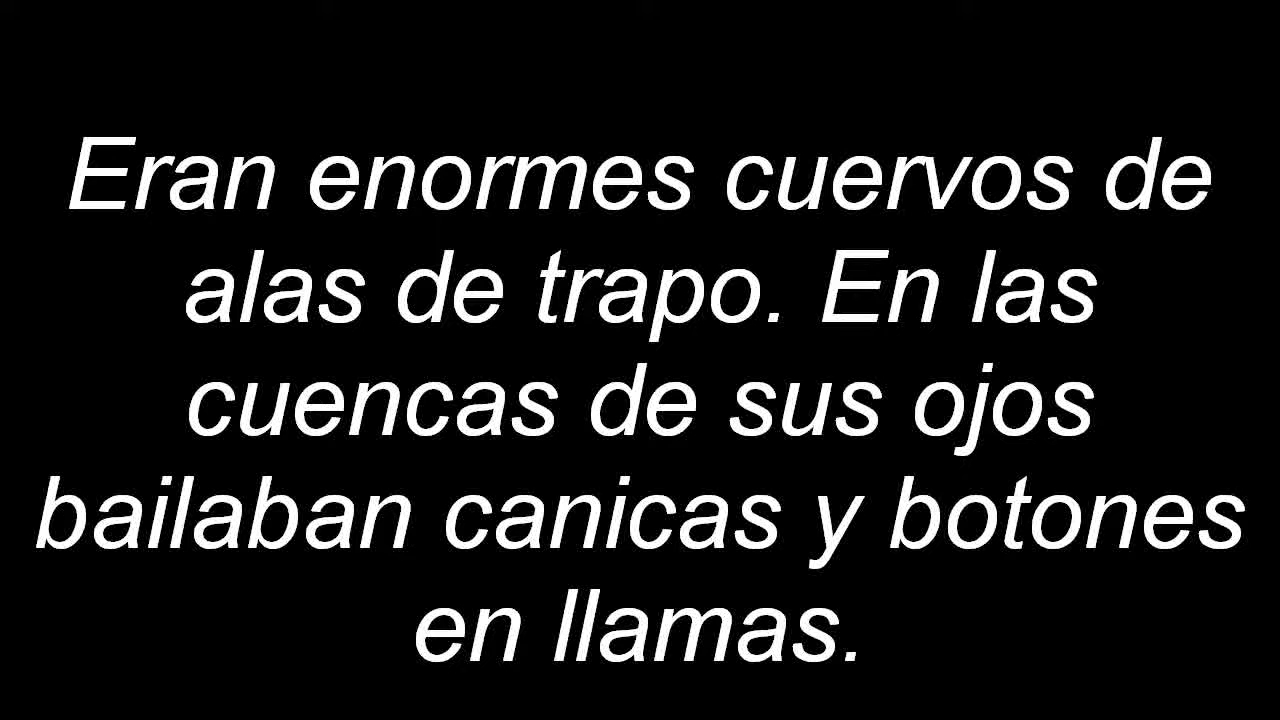 Eran enormes cuervos de
alas de trapo. En las
cuencas de sus ojos
bailaban canicas y botones
en llamas.